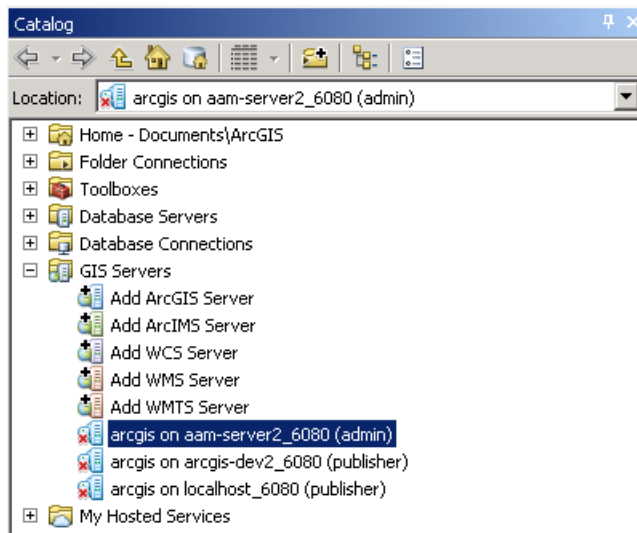 Catalog
Location: arcgis on aam-server2_6080 (admin)
Home - Documents\ArcGIS
Folder Connections
Toolboxes
Database Servers
Database Connections
GIS Servers
Add ArcGIS Server
Add ArcIMS Server
Add WCS Server
Add WMS Server
Add WMTS Server
arcgis on aam-server2_6080 (admin)
arcgis on arcgis-dev2_6080 (publisher)
arcgis on localhost_6080 (publisher)
My Hosted Services